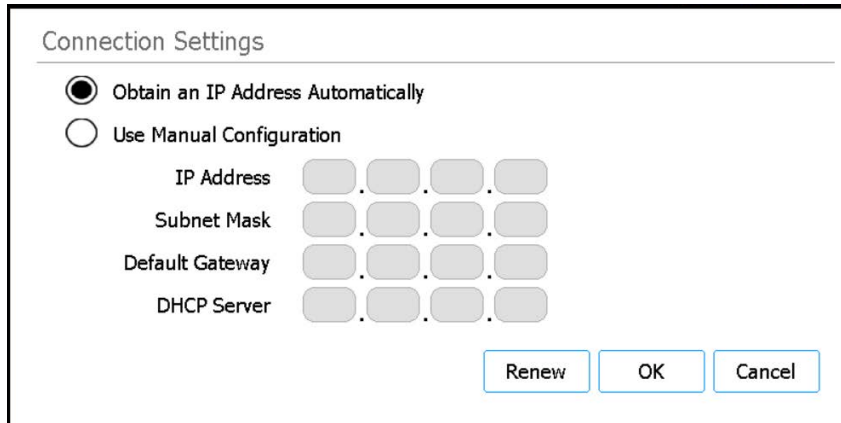 Connection Settings
Obtain an IP Address Automatically
Use Manual Configuration
IP Address . . .
Subnet Mask . . .
Default Gateway . . .
DHCP Server . . .
Renew OK Cancel